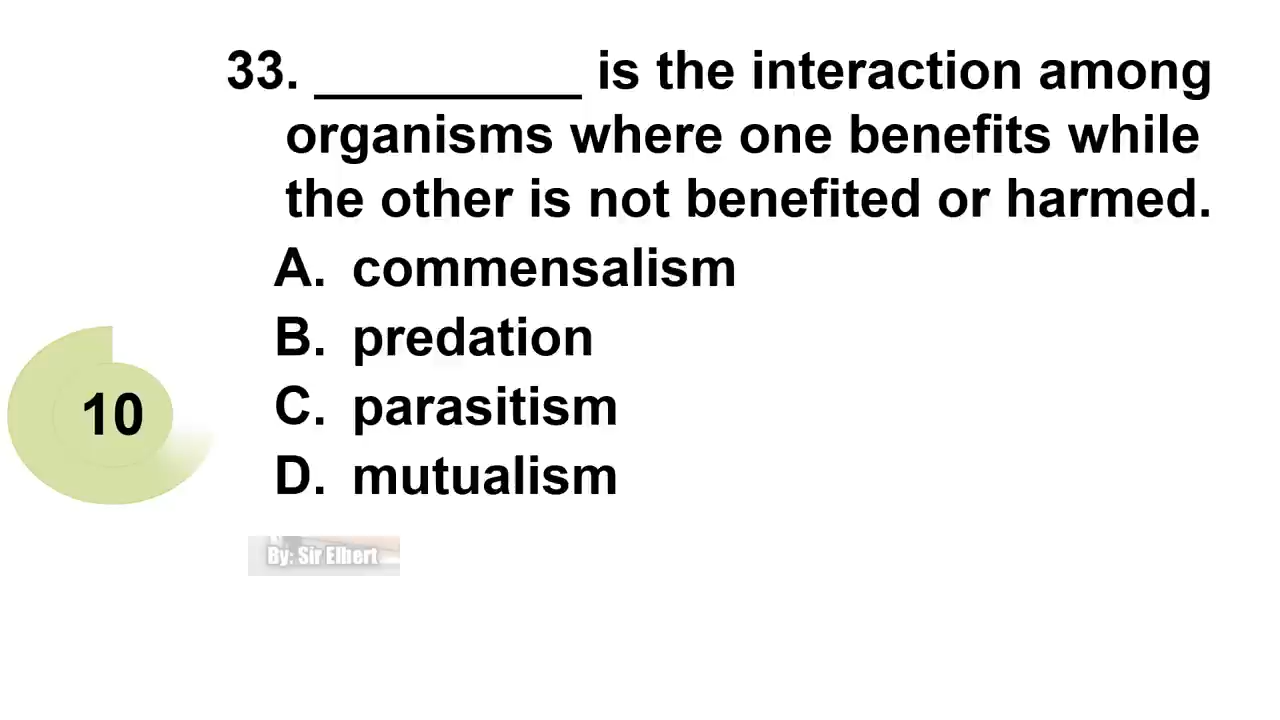 33. __________ is the interaction among
organisms where one benefits while
the other is not benefited or harmed.
A. commensalism
B. predation
C. parasitism
D. mutualism
10
By: Sir Elbert